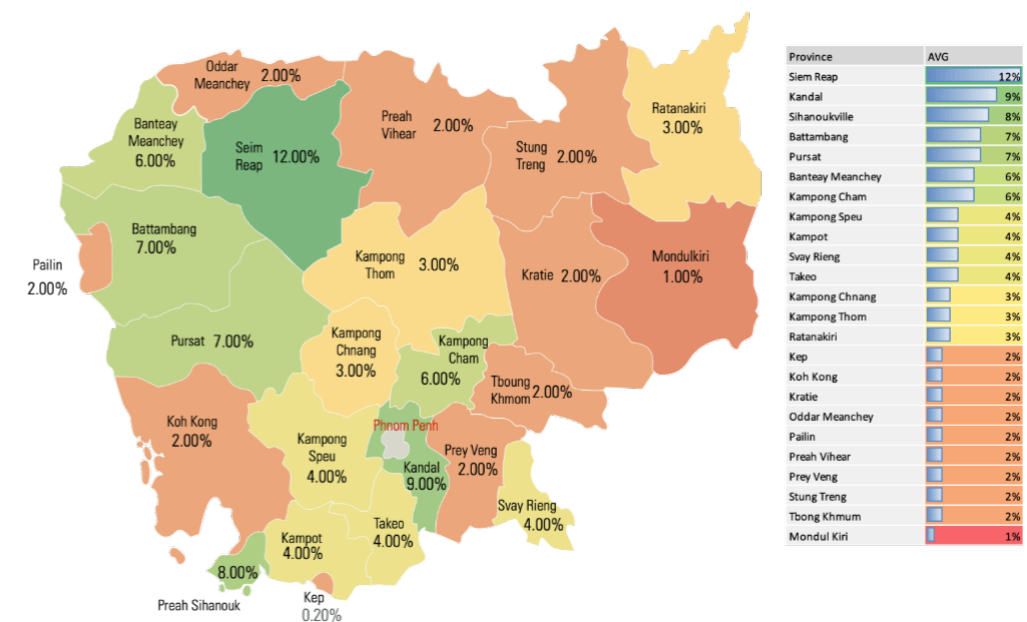 Oddar
Meanchey 2.00%
Banteay
Meanchey
6.00%
Seim
Reap 12.00%
Preah
Vihear 2.00%
Stung
Treng 2.00%
Ratanakiri
3.00%
Battambang
7.00%
Pailin
2.00%
Kampong
Thom 3.00%
Kratie 2.00%
Mondulkiri
1.00%
Pursat 7.00%
Kampong
Chnang
3.00%
Kampong
Cham
6.00%
Tboung
Khmom 2.00%
Koh Kong
2.00%
Kampong
Speu
4.00%
Phnom Penh
Kandal
9.00%
Prey Veng
2.00%
Svay Rieng
4.00%
Takeo
4.00%
Kampot
4.00%
8.00%
Preah Sihanouk
Kep
0.20%
Province AVG
Siem Reap 12%
Kandal 9%
Sihanoukville 8%
Battambang 7%
Pursat 7%
Banteay Meanchey 6%
Kampong Cham 6%
Kampong Speu 4%
Kampot 4%
Svay Rieng 4%
Takeo 4%
Kampong Chnang 3%
Kampong Thom 3%
Ratanakiri 3%
Kep 2%
Koh Kong 2%
Kratie 2%
Oddar Meanchey 2%
Pailin 2%
Preah Vihear 2%
Prey Veng 2%
Stung Treng 2%
Tbong Khmum 2%
Mondul Kiri 1%